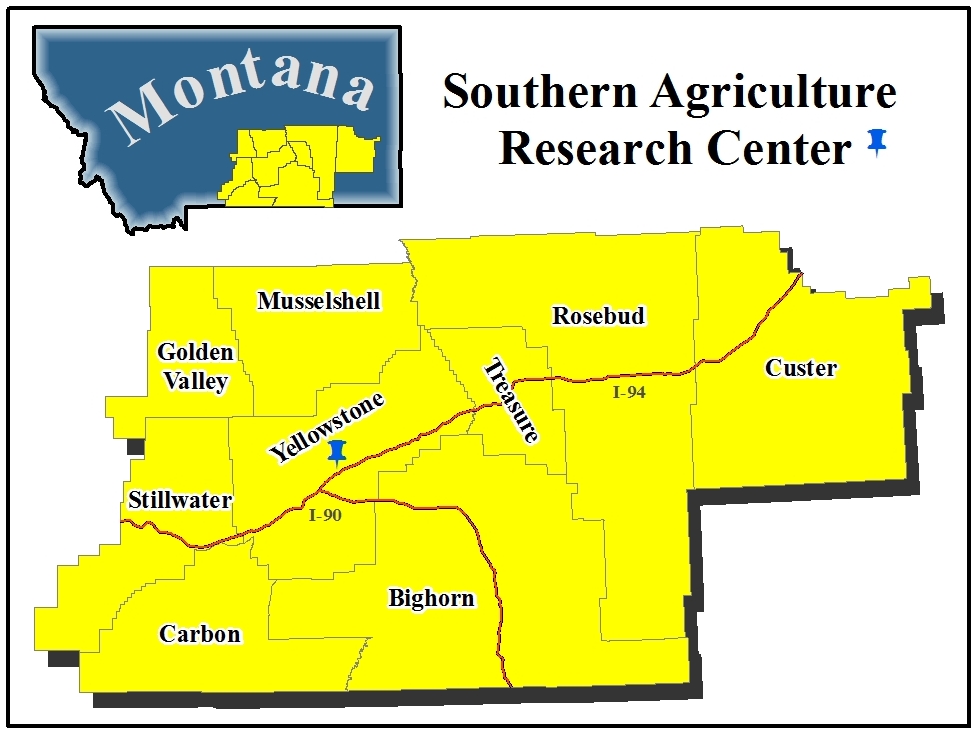 Montana
Southern Agriculture
Research Center
Musselshell
Rosebud
Golden
Valley
Custer
Treasure
I-94
Yellowstone
Stillwater
I-90
Bighorn
Carbon